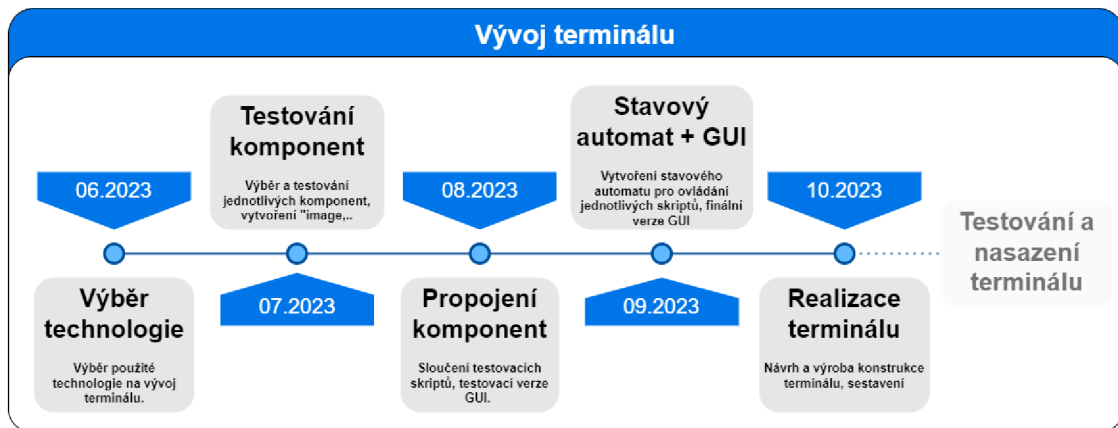 Vývoj terminálu
06.2023
Výběr
technologie
Výběr použité
technologie na vývoj
terminálu.
Testování
komponent
Výběr a testování
jednotlivých komponent,
vytvoření "image,..
07.2023
08.2023
Propojení
komponent
Sloučení testovacích
skriptů, testovací verze
GUI.
Stavový
automat + GUI
Vytvoření stavového
automatu pro ovládání
jednotlivých skriptů, finální
verze GUI
09.2023
10.2023
Realizace
terminálu
Návrh a výroba konstrukce
terminálu, sestavení
Testování a
nasazení
terminálu